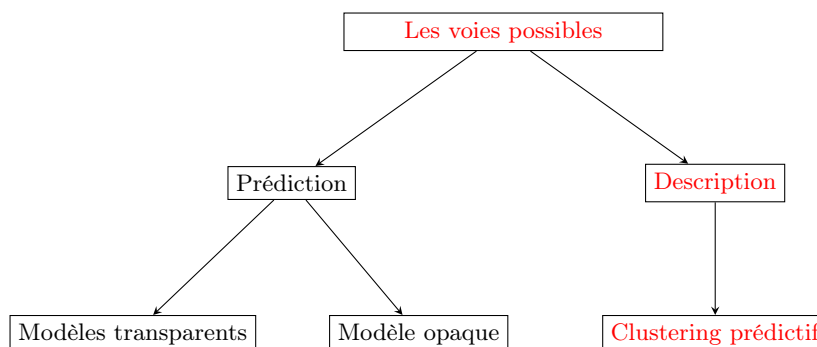 Les voies possibles
Prédiction
Description
Modèles transparents
Modèle opaque
Clustering prédictif